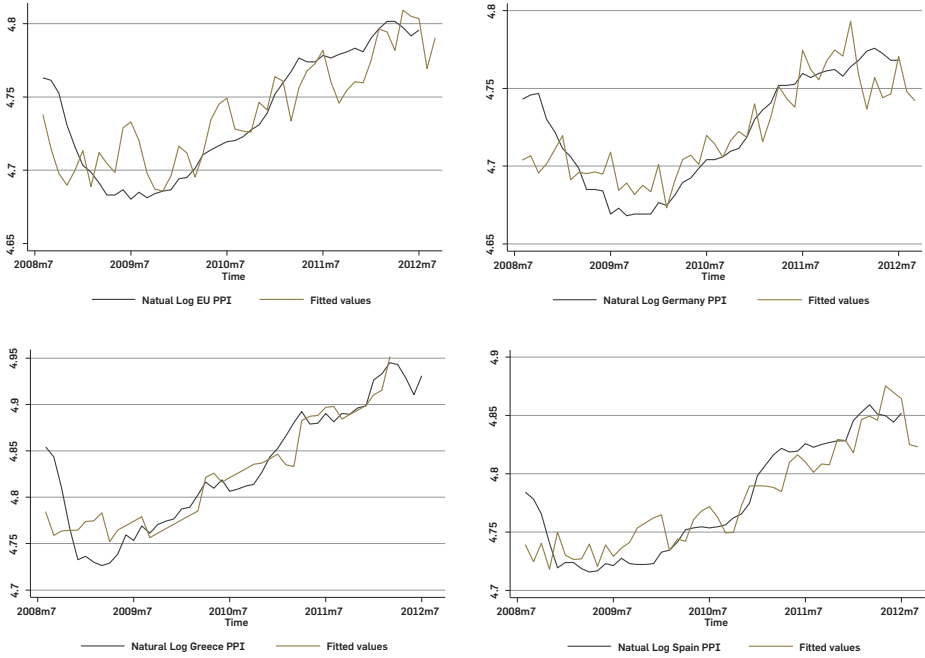 4.8
4.75
4.7
4.65
2008m7 2009m7 2010m7 2011m7 2012m7
Time
Natual Log EU PPI Fitted values
4.8
4.75
4.7
4.65
2008m7 2009m7 2010m7 2011m7 2012m7
Time
Natural Log Germany PPI Fitted values
4.95
4.9
4.85
4.8
4.75
4.7
2008m7 2009m7 2010m7 2011m7 2012m7
Time
Natural Log Greece PPI Fitted values
4.9
4.85
4.8
4.75
4.7
2008m7 2009m7 2010m7 2011m7 2012m7
Time
Natual Log Spain PPI Fitted values